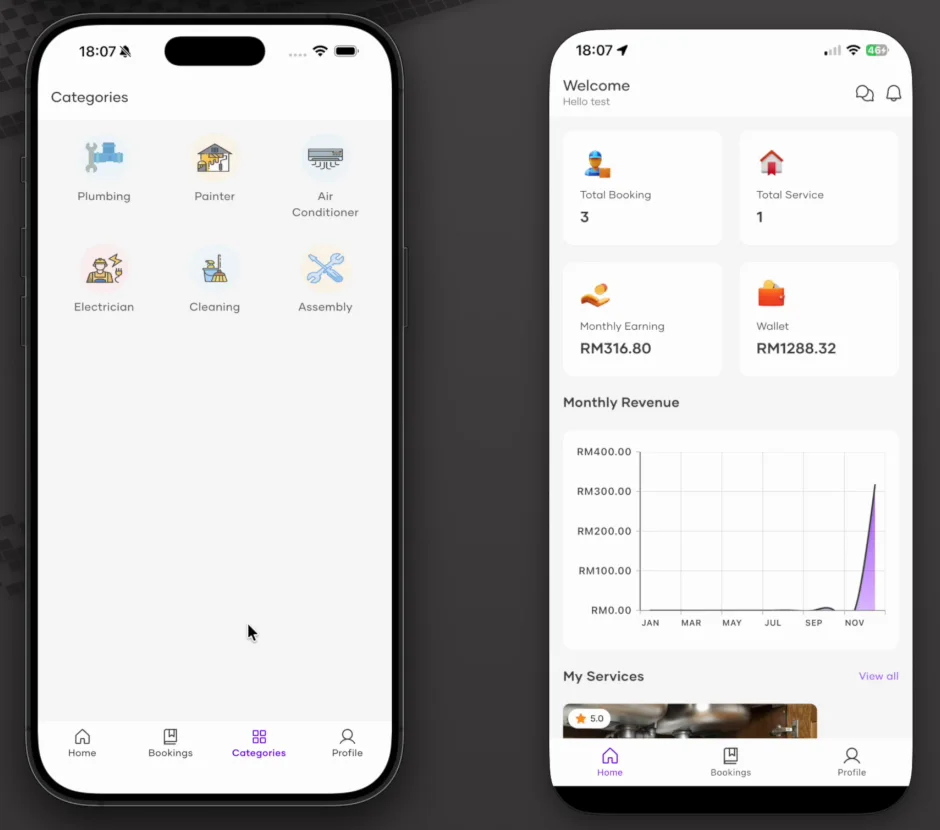 18:07
Categories
Plumbing
Painter
Air
Conditioner
Electrician
Cleaning
Assembly
Home
Bookings
Categories
Profile
18:07
46
Welcome
Hello test
Total Booking
3
Total Service
1
Monthly Earning
RM316.80
Wallet
RM1288.32
Monthly Revenue
RM400.00
RM300.00
RM200.00
RM100.00
RM0.00
JAN MAR MAY JUL SEP NOV
My Services View all
5.0
Home
Bookings
Profile